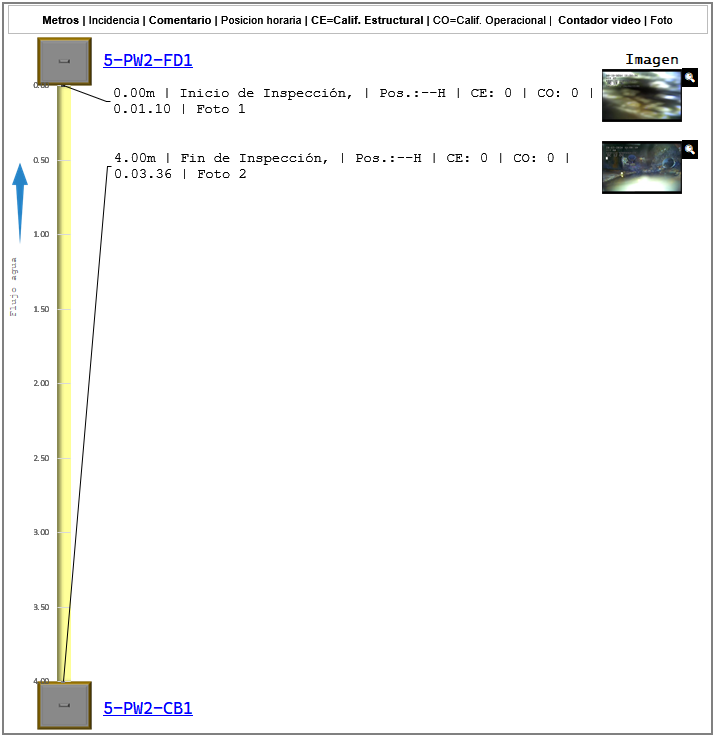 Metros | Incidencia | Comentario | Posicion horaria | CE=Calif. Estructural | CO=Calif. Operacional | Contador video | Foto
5-PW2-FD1
Imagen
0.00m | Inicio de Inspección, | Pos.:--H | CE: 0 | CO: 0 |
0.01.10 | Foto 1
4.00m | Fin de Inspección, | Pos.:--H | CE: 0 | CO: 0 |
0.03.36 | Foto 2
0.00
0.50
1.00
Flujo agua
1.50
2.00
2.50
3.00
3.50
4.00
5-PW2-CB1